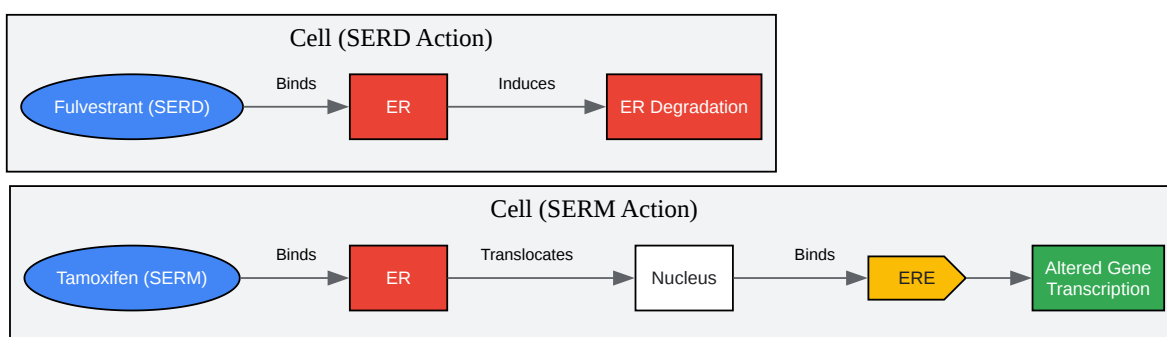 Cell (SERD Action)
Binds
Induces
Fulvestrant (SERD)
ER
ER Degradation
Cell (SERM Action)
Binds
Translocates
Binds
Tamoxifen (SERM)
ER
Nucleus
ERE
Altered Gene
Transcription